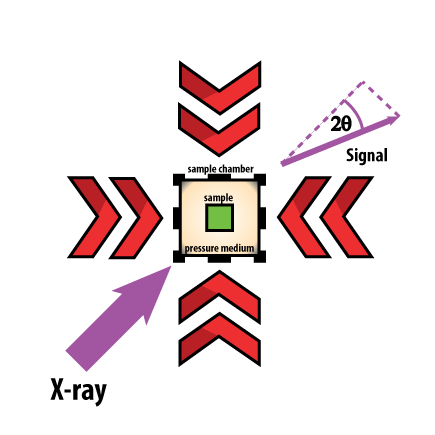 sample chamber
2θ
Signal
sample
pressure medium
X-ray